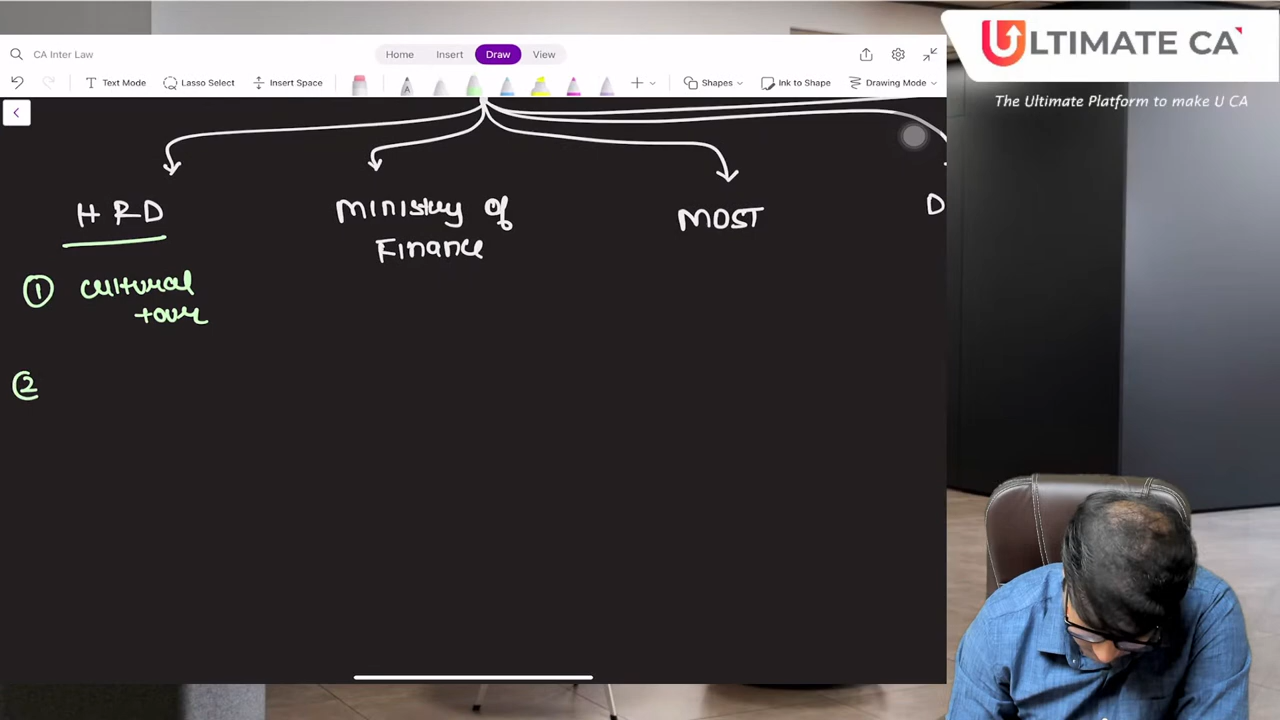 CA Inter Law
Home Insert Draw View
Text Mode Lasso Select Insert Space Shapes Ink to Shape Drawing Mode
ULTIMATE CA
The Ultimate Platform to make U CA
HRD
Ministry of
Finance
MOST
D
① cultural
tour
②